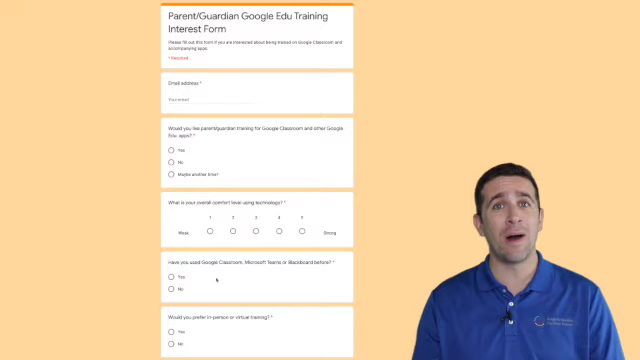 Parent/Guardian Google Edu Training
Interest Form
Please fill out this form if you are interested about being trained on Google Classroom and
accompanying apps.
* Required
Email address *
Your email
Would you like parent/guardian training for Google Classroom and other Google
Edu apps? *
Yes
No
Maybe another time?
What is your overall comfort level using technology? *
1 2 3 4 5
Weak Strong
Have you used Google Classroom, Microsoft Teams or Blackboard before? *
Yes
No
Would you prefer in-person or virtual training? *
Yes
No